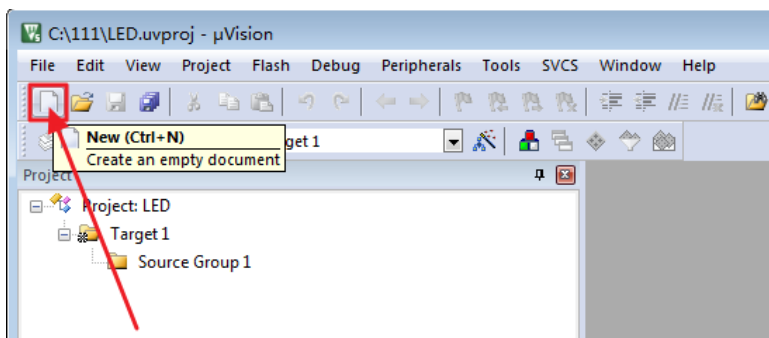 C:\111\LED.uvproj - µVision
File Edit View Project Flash Debug Peripherals Tools SVCS Window Help
New (Ctrl+N)
Create an empty document
get 1
Project
Project: LED
Target 1
Source Group 1